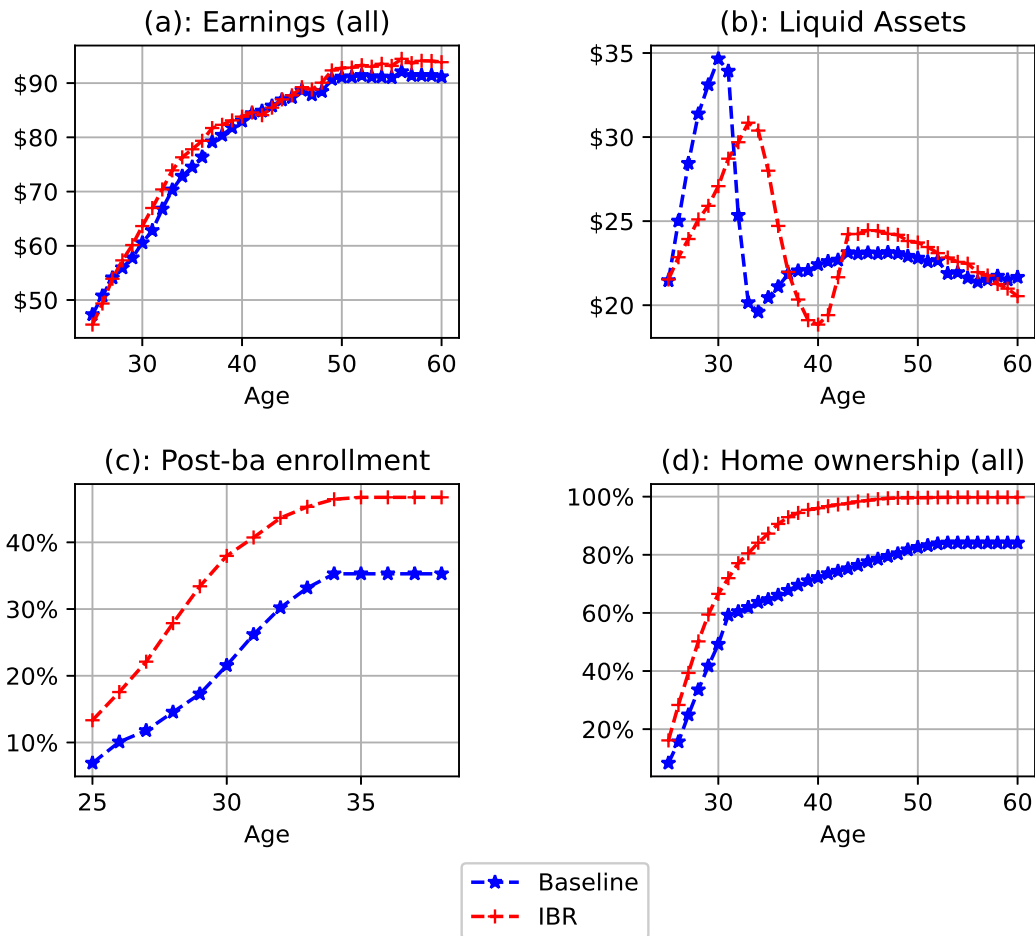 (a): Earnings (all)
$90
$80
$70
$60
$50
30 40 50 60
Age
(b): Liquid Assets
$35
$30
$25
$20
30 40 50 60
Age
(c): Post-ba enrollment
40%
30%
20%
10%
25 30 35
Age
(d): Home ownership (all)
100%
80%
60%
40%
20%
30 40 50 60
Age
Baseline
IBR